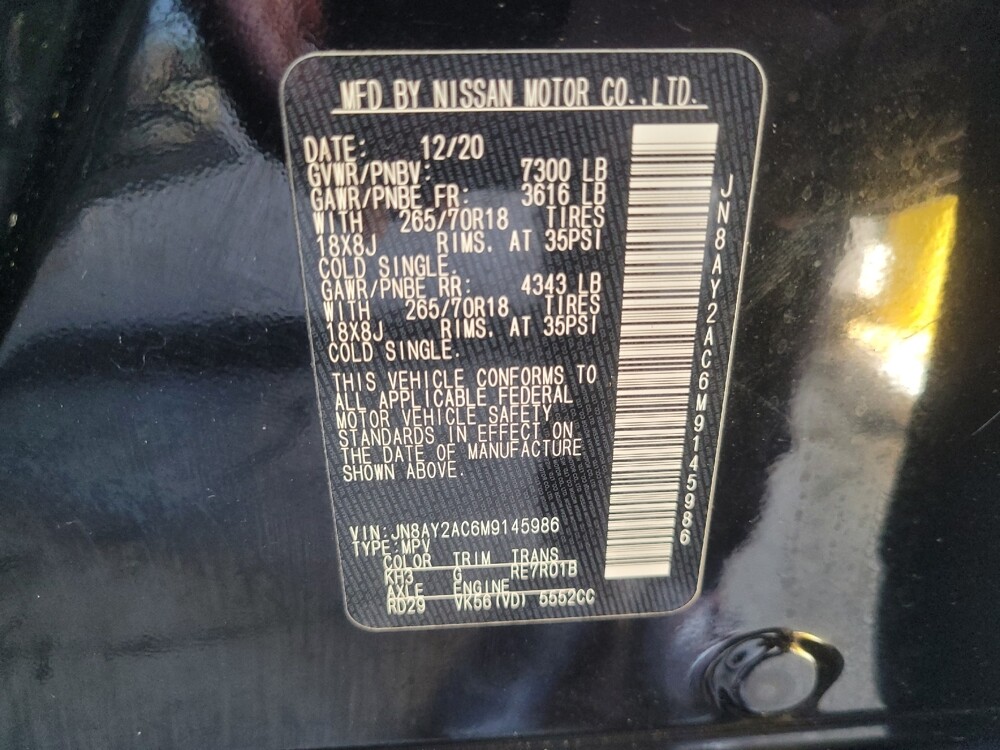 MFD BY NISSAN MOTOR CO.,LTD.
DATE: 12/20
GVWR/PNBV: 7300 LB
GAWR/PNBE FR: 3616 LB
WITH 265/70R18 TIRES
18X8J RIMS. AT 35PSI
COLD SINGLE.
GAWR/PNBE RR: 4343 LB
WITH 265/70R18 TIRES
18X8J RIMS. AT 35PSI
COLD SINGLE.
THIS VEHICLE CONFORMS TO
ALL APPLICABLE FEDERAL
MOTOR VEHICLE SAFETY
STANDARDS IN EFFECT ON
THE DATE OF MANUFACTURE
SHOWN ABOVE.
VIN:JN8AY2AC6M9145986
TYPE:MPV
COLOR TRIM TRANS
KH3 G RE7R01B
AXLE ENGINE
RD29 VK56(VD) 5552CC
JN8AY2AC6M9145986